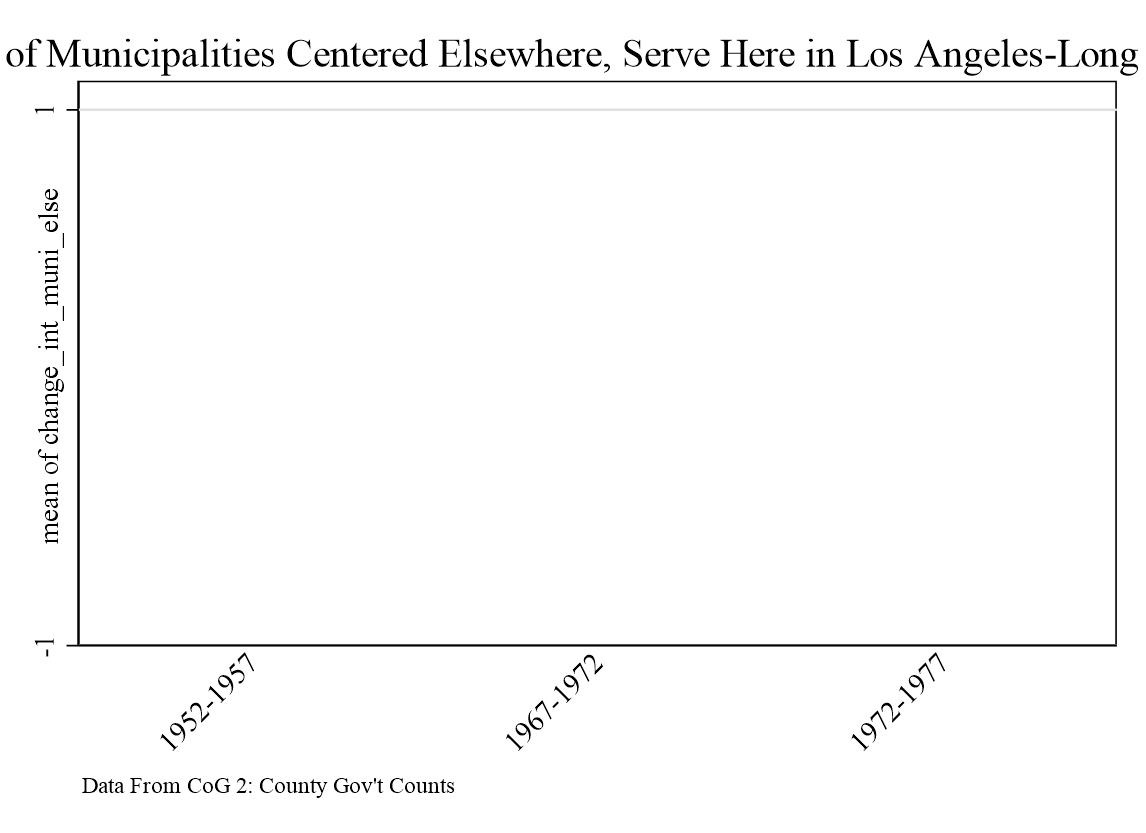 of Municipalities Centered Elsewhere, Serve Here in Los Angeles-Long
1
mean of change_int_muni_else
-1
1952-1957
1967-1972
1972-1977
Data From CoG 2: County Gov't Counts